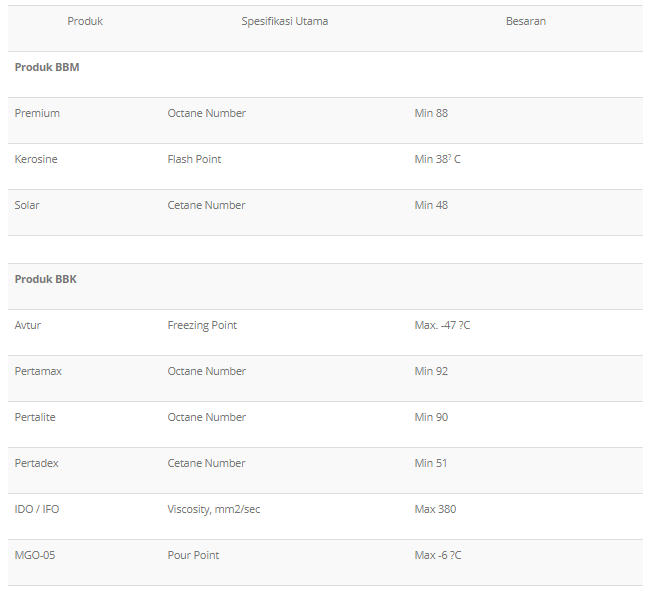 Produk Spesifikasi Utama Besaran
Produk BBM
Premium Octane Number Min 88
Kerosine Flash Point Min 38? C
Solar Cetane Number Min 48
Produk BBK
Avtur Freezing Point Max. -47 ?C
Pertamax Octane Number Min 92
Pertalite Octane Number Min 90
Pertadex Cetane Number Min 51
IDO / IFO Viscosity, mm2/sec Max 380
MGO-05 Pour Point Max -6 ?C